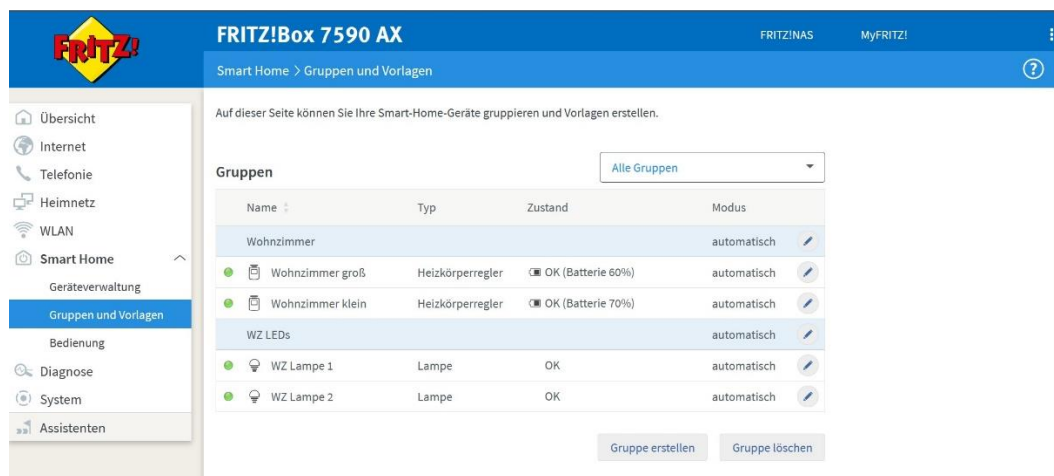 FRITZ!
FRITZ!Box 7590 AX
FRITZ!NAS
MyFRITZ!
Smart Home > Gruppen und Vorlagen
?
Übersicht
Internet
Telefonie
Heimnetz
WLAN
Smart Home
Geräteverwaltung
Gruppen und Vorlagen
Bedienung
Diagnose
System
Assistenten
Auf dieser Seite können Sie Ihre Smart-Home-Geräte gruppieren und Vorlagen erstellen.
Gruppen
Alle Gruppen
Name Typ Zustand Modus
Wohnzimmer automatisch
Wohnzimmer groß Heizkörperregler OK (Batterie 60%) automatisch
Wohnzimmer klein Heizkörperregler OK (Batterie 70%) automatisch
WZ LEDs automatisch
WZ Lampe 1 Lampe OK automatisch
WZ Lampe 2 Lampe OK automatisch
Gruppe erstellen Gruppe löschen